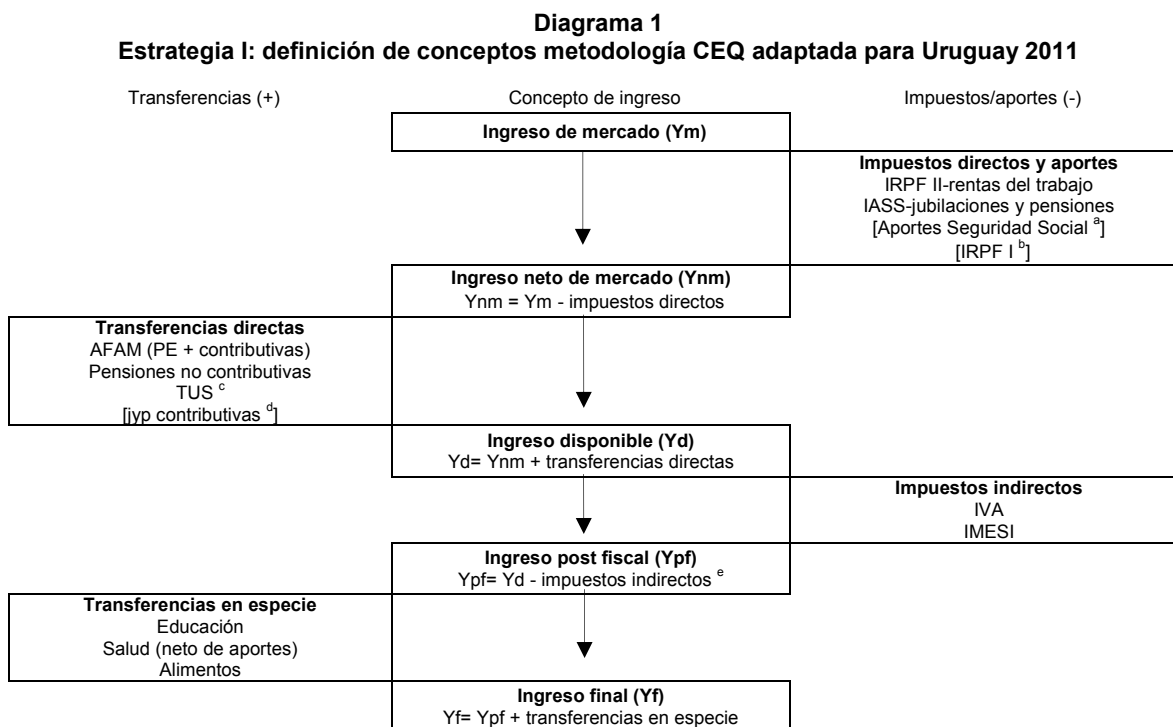 Diagrama 1
Estrategia I: definición de conceptos metodología CEQ adaptada para Uruguay 2011
Transferencias (+)
Concepto de ingreso
Impuestos/aportes (-)
Ingreso de mercado (Ym)
Impuestos directos y aportes
IRPF II-rentas del trabajo
IASS-jubilaciones y pensiones
[Aportes Seguridad Social a]
[IRPF I b]
Ingreso neto de mercado (Ynm)
Ynm = Ym - impuestos directos
Transferencias directas
AFAM (PE + contributivas)
Pensiones no contributivas
TUS c
[jyp contributivas d]
Ingreso disponible (Yd)
Yd= Ynm + transferencias directas
Impuestos indirectos
IVA
IMESI
Ingreso post fiscal (Ypf)
Ypf= Yd - impuestos indirectos e
Transferencias en especie
Educación
Salud (neto de aportes)
Alimentos
Ingreso final (Yf)
Yf= Ypf + transferencias en especie